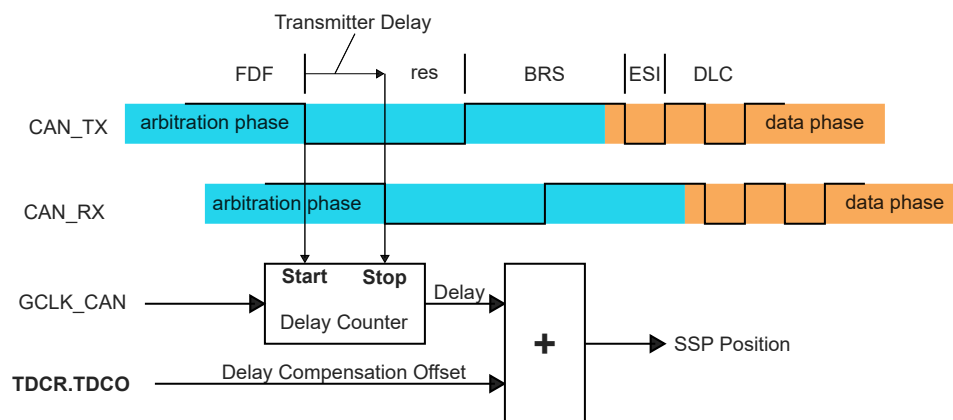 Transmitter Delay
FDF
res
BRS
ESI
DLC
CAN_TX
arbitration phase
data phase
CAN_RX
arbitration phase
data phase
Start
Stop
GCLK_CAN
Delay Counter
Delay
+
SSP Position
TDCR.TDCO
Delay Compensation Offset